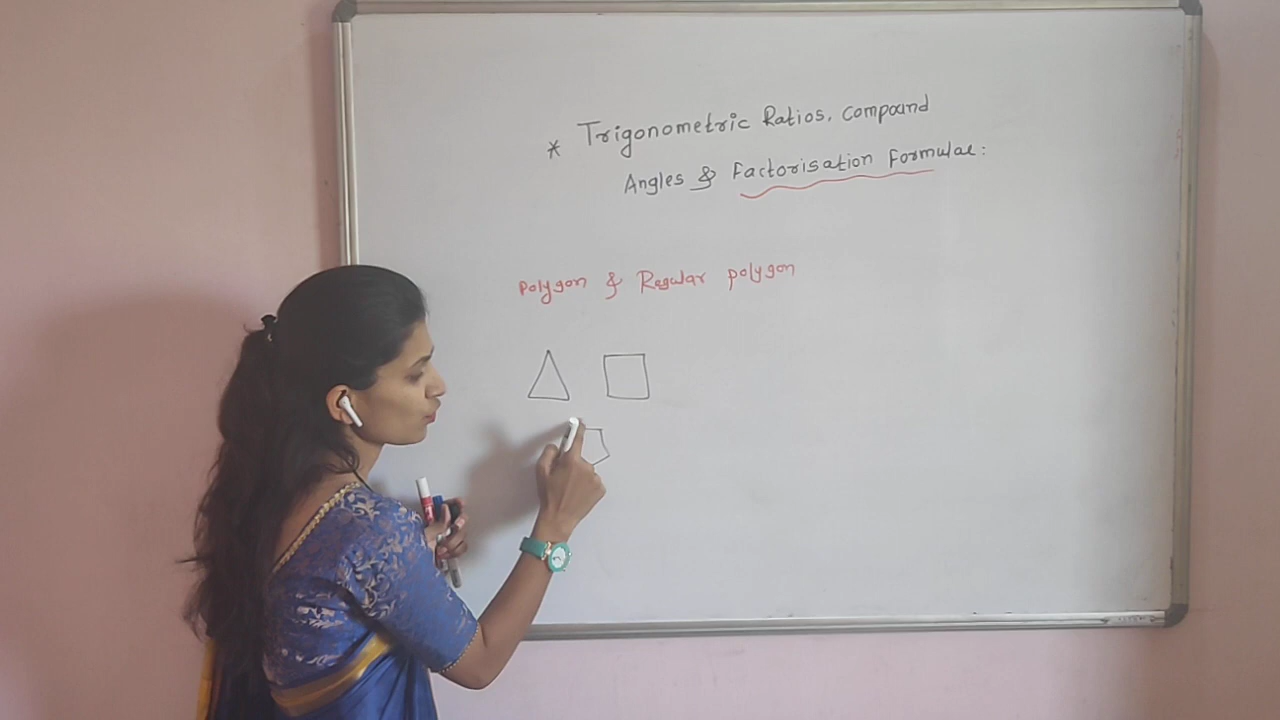 * Trigonometric Ratios, Compound
Angles & Factorisation Formulae:
Polygon & Regular polygon